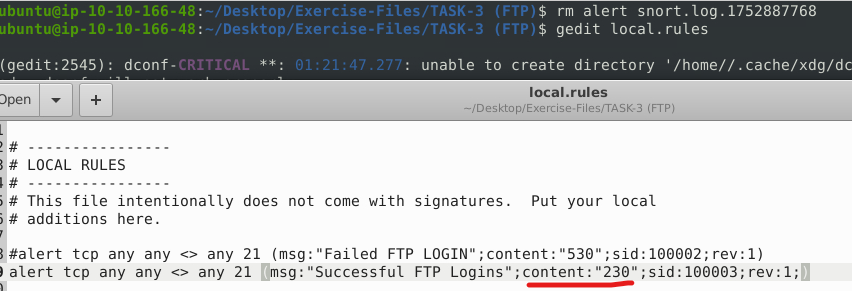 ubuntu@ip-10-10-166-48:~/Desktop/Exercise-Files/TASK-3 (FTP)$ rm alert snort.log.1752887768
ubuntu@ip-10-10-166-48:~/Desktop/Exercise-Files/TASK-3 (FTP)$ gedit local.rules
(gedit:2545): dconf-CRITICAL **: 01:21:47.277: unable to create directory '/home//.cache/xdg/dc
Open
+
local.rules
~/Desktop/Exercise-Files/TASK-3 (FTP)
1
2 # ----------------
3 # LOCAL RULES
4 # ----------------
5 # This file intentionally does not come with signatures.  Put your local
6 # additions here.
7
8 #alert tcp any any <> any 21 (msg:"Failed FTP LOGIN";content:"530";sid:100002;rev:1)
9 alert tcp any any <> any 21 (msg:"Successful FTP Logins";content:"230";sid:100003;rev:1;)